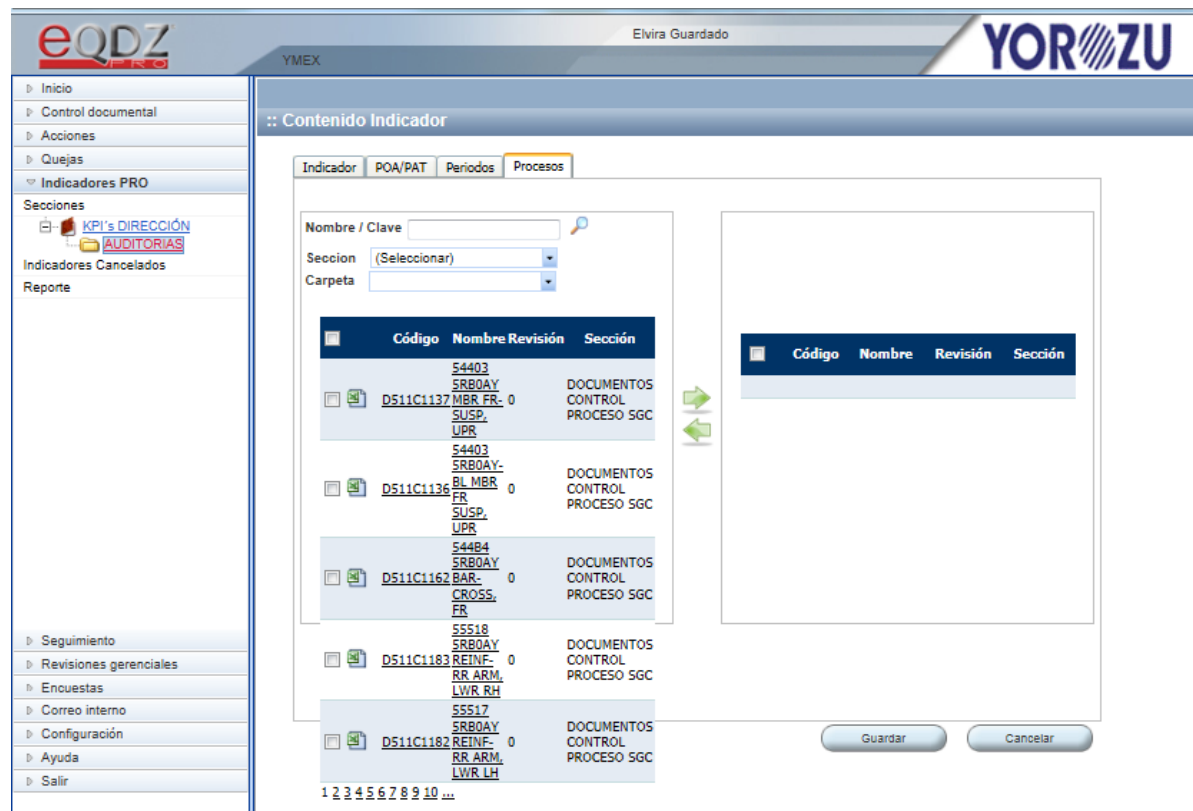 eQDZ
PRO
Elvira Guardado
YOROZU
YMEX
Inicio
Control documental
Acciones
Quejas
Indicadores PRO
Secciones
KPI's DIRECCIÓN
AUDITORIAS
Indicadores Cancelados
Reporte
Seguimiento
Revisiones gerenciales
Encuestas
Correo interno
Configuración
Ayuda
Salir
:: Contenido Indicador
Indicador POA/PAT Periodos Procesos
Nombre / Clave
Seccion (Seleccionar)
Carpeta
Código Nombre Revisión Sección
54403
5RB0AY DOCUMENTOS
D511C1137 MBR FR- 0 CONTROL
SUSP, PROCESO SGC
UPR
54403
5RB0AY-
DOCUMENTOS
D511C1136 BL MBR 0 CONTROL
FR PROCESO SGC
SUSP,
UPR
544B4
5RB0AY DOCUMENTOS
D511C1162 BAR- 0 CONTROL
CROSS, PROCESO SGC
FR
55518
5RB0AY DOCUMENTOS
D511C1183 REINF- 0 CONTROL
RR ARM, PROCESO SGC
LWR RH
55517
5RB0AY DOCUMENTOS
D511C1182 REINF- 0 CONTROL
RR ARM, PROCESO SGC
LWR LH
1 2 3 4 5 6 7 8 9 10 ...
Código Nombre Revisión Sección
Guardar Cancelar